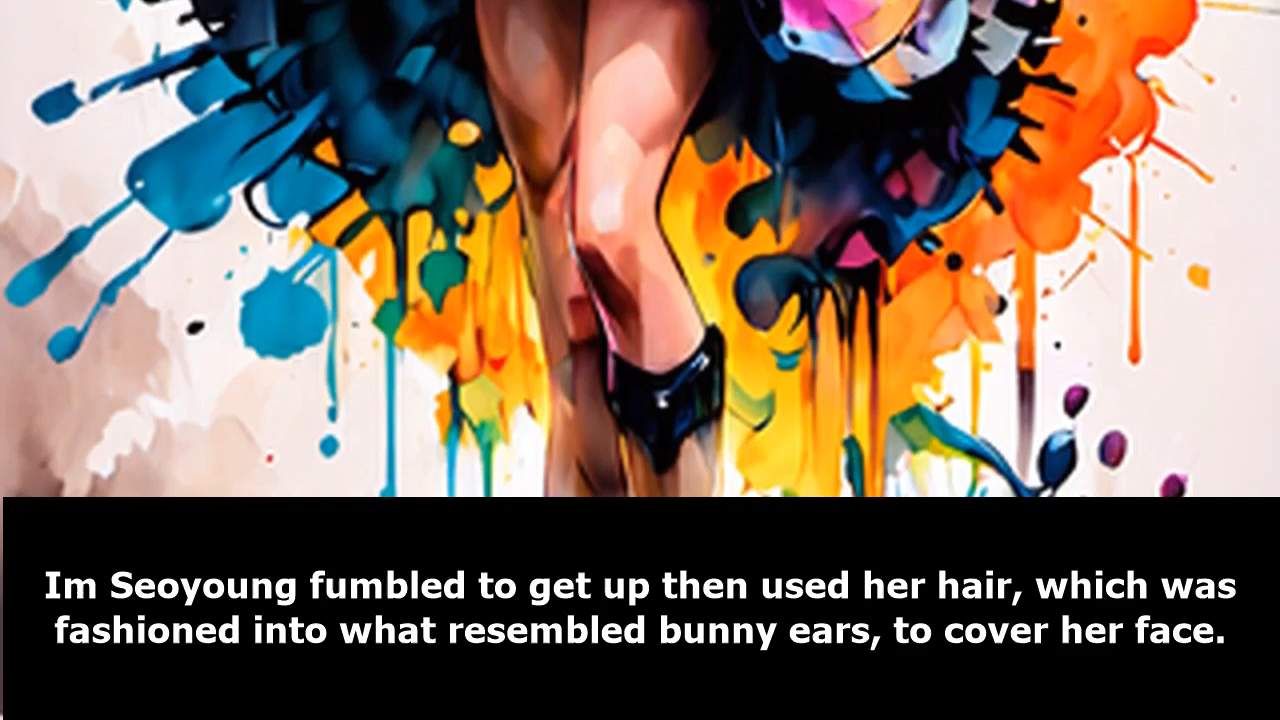 Im Seoyoung fumbled to get up then used her hair, which was
fashioned into what resembled bunny ears, to cover her face.